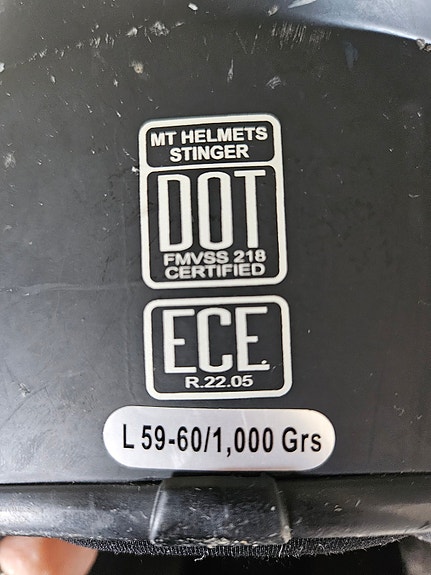 MT HELMETS
STINGER
DOT
FMVSS 218
CERTIFIED
ECE
R.22.05
L 59-60/1,000 Grs